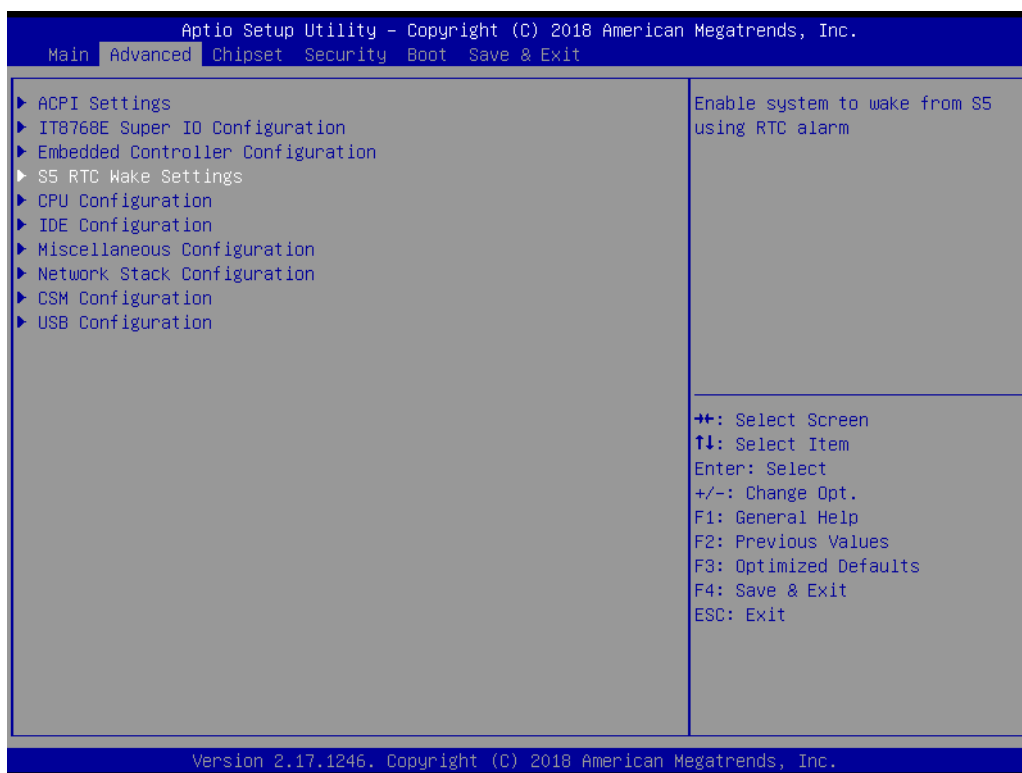 Aptio Setup Utility – Copyright (C) 2018 American Megatrends, Inc.
Main Advanced Chipset Security Boot Save & Exit
ACPI Settings
IT8768E Super IO Configuration
Embedded Controller Configuration
S5 RTC Wake Settings
CPU Configuration
IDE Configuration
Miscellaneous Configuration
Network Stack Configuration
CSM Configuration
USB Configuration
Enable system to wake from S5
using RTC alarm
→←: Select Screen
↑↓: Select Item
Enter: Select
+/-: Change Opt.
F1: General Help
F2: Previous Values
F3: Optimized Defaults
F4: Save & Exit
ESC: Exit
Version 2.17.1246. Copyright (C) 2018 American Megatrends, Inc.